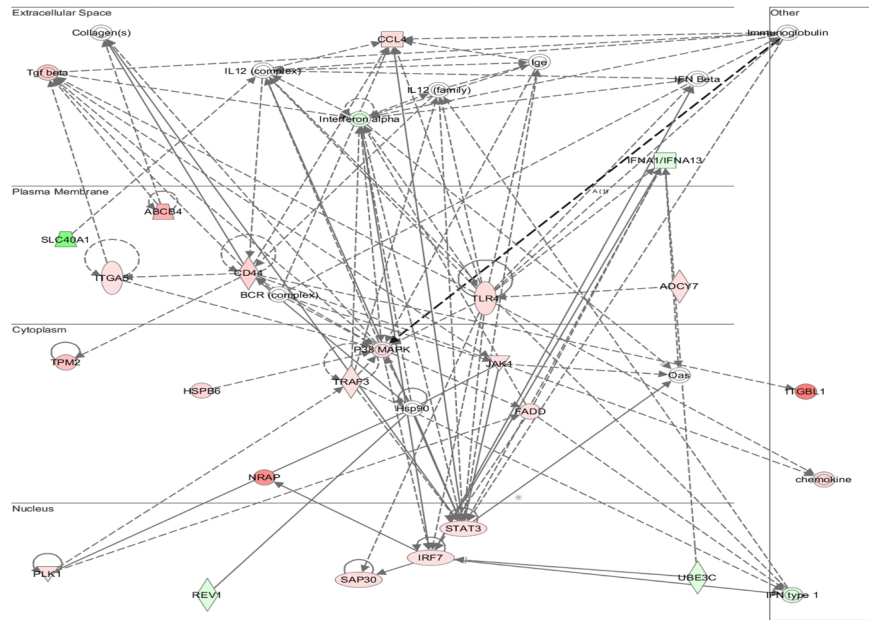 Extracellular Space
Other
Collagen(s)
CCL4
Immunoglobulin
Tgf beta
IL12 (complex)
Ige
IFN Beta
IL12 (family)
Interferon alpha
IFNA1/IFNA13
Plasma Membrane
ABCB4
SLC40A1
ITGA5
CD44
BCR (complex)
TLR4
ADCY7
Cytoplasm
P38 MAPK
TPM2
JAK1
Oas
TRAF3
HSPB6
ITGBL1
Hsp90
FADD
NRAP
chemokine
Nucleus
STAT3
IRF7
PLK1
SAP30
UBE3C
REV1
IFN type 1